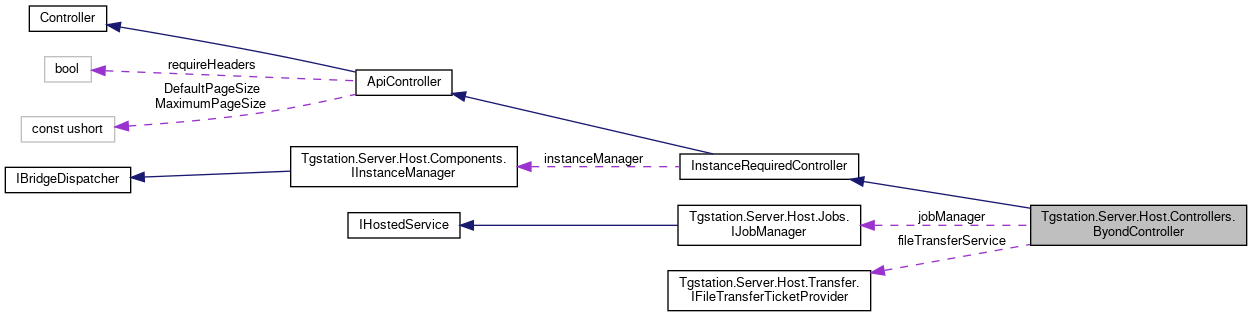 Controller
bool
requireHeaders
ApiController
DefaultPageSize
MaximumPageSize
const ushort
IBridgeDispatcher
Tgstation.Server.Host.Components.
IInstanceManager
instanceManager
InstanceRequiredController
IHostedService
Tgstation.Server.Host.Jobs.
IJobManager
jobManager
Tgstation.Server.Host.Controllers.
ByondController
fileTransferService
Tgstation.Server.Host.Transfer.
IFileTransferTicketProvider